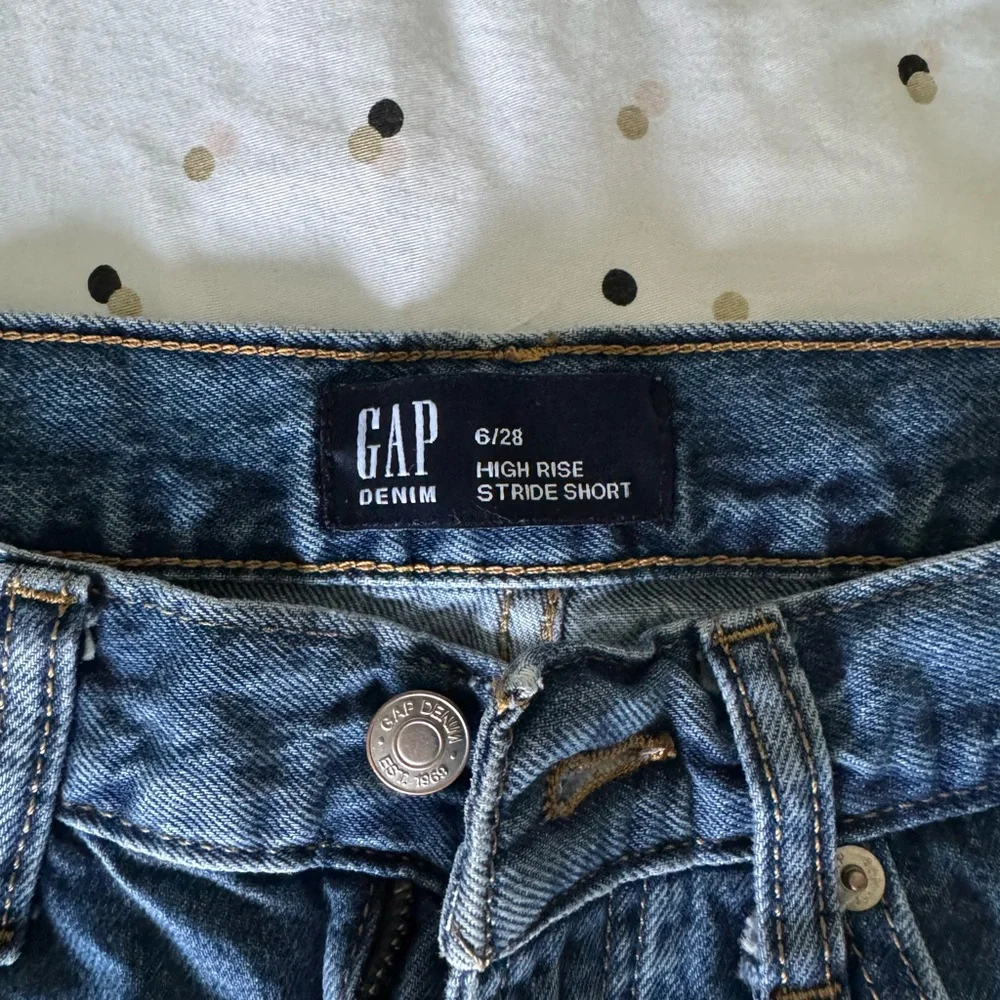 GAP
DENIM
6/28
HIGH RISE
STRIDE SHORT
GAP DENIM
EST. 1969